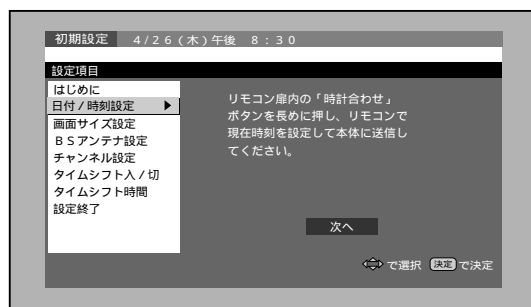 初期設定 4/26(木)午後 8:30
設定項目
はじめに
日付/時刻設定 ▶
画面サイズ設定
BSアンテナ設定
チャンネル設定
タイムシフト入/切
タイムシフト時間
設定終了
リモコン扉内の「時計合わせ」
ボタンを長めに押し、リモコンで
現在時刻を設定して本体に送信し
てください。
次へ
で選択 決定 で決定